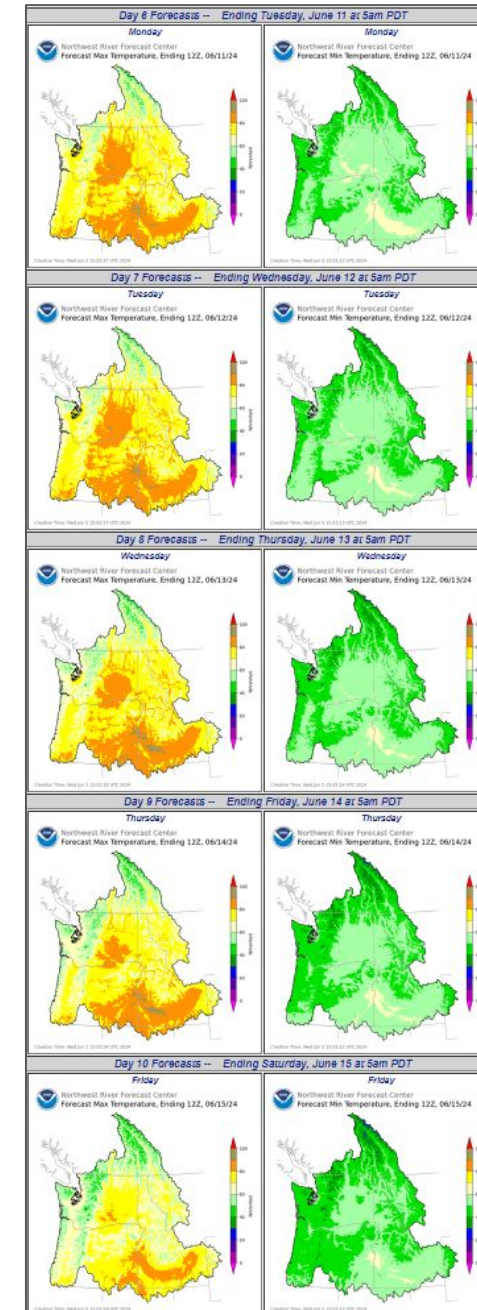 Day 6 Forecasts -- Ending Tuesday, June 11 at 5am PDT
Monday
Northwest River Forecast Center
Forecast Max Temperature, Ending 12Z, 06/11/24
Monday
Northwest River Forecast Center
Forecast Min Temperature, Ending 12Z, 06/11/24
Day 7 Forecasts -- Ending Wednesday, June 12 at 5am PDT
Tuesday
Northwest River Forecast Center
Forecast Max Temperature, Ending 12Z, 06/12/24
Tuesday
Northwest River Forecast Center
Forecast Min Temperature, Ending 12Z, 06/12/24
Day 8 Forecasts -- Ending Thursday, June 13 at 5am PDT
Wednesday
Northwest River Forecast Center
Forecast Max Temperature, Ending 12Z, 06/13/24
Wednesday
Northwest River Forecast Center
Forecast Min Temperature, Ending 12Z, 06/13/24
Day 9 Forecasts -- Ending Friday, June 14 at 5am PDT
Thursday
Northwest River Forecast Center
Forecast Max Temperature, Ending 12Z, 06/14/24
Thursday
Northwest River Forecast Center
Forecast Min Temperature, Ending 12Z, 06/14/24
Day 10 Forecasts -- Ending Saturday, June 15 at 5am PDT
Friday
Northwest River Forecast Center
Forecast Max Temperature, Ending 12Z, 06/15/24
Friday
Northwest River Forecast Center
Forecast Min Temperature, Ending 12Z, 06/15/24